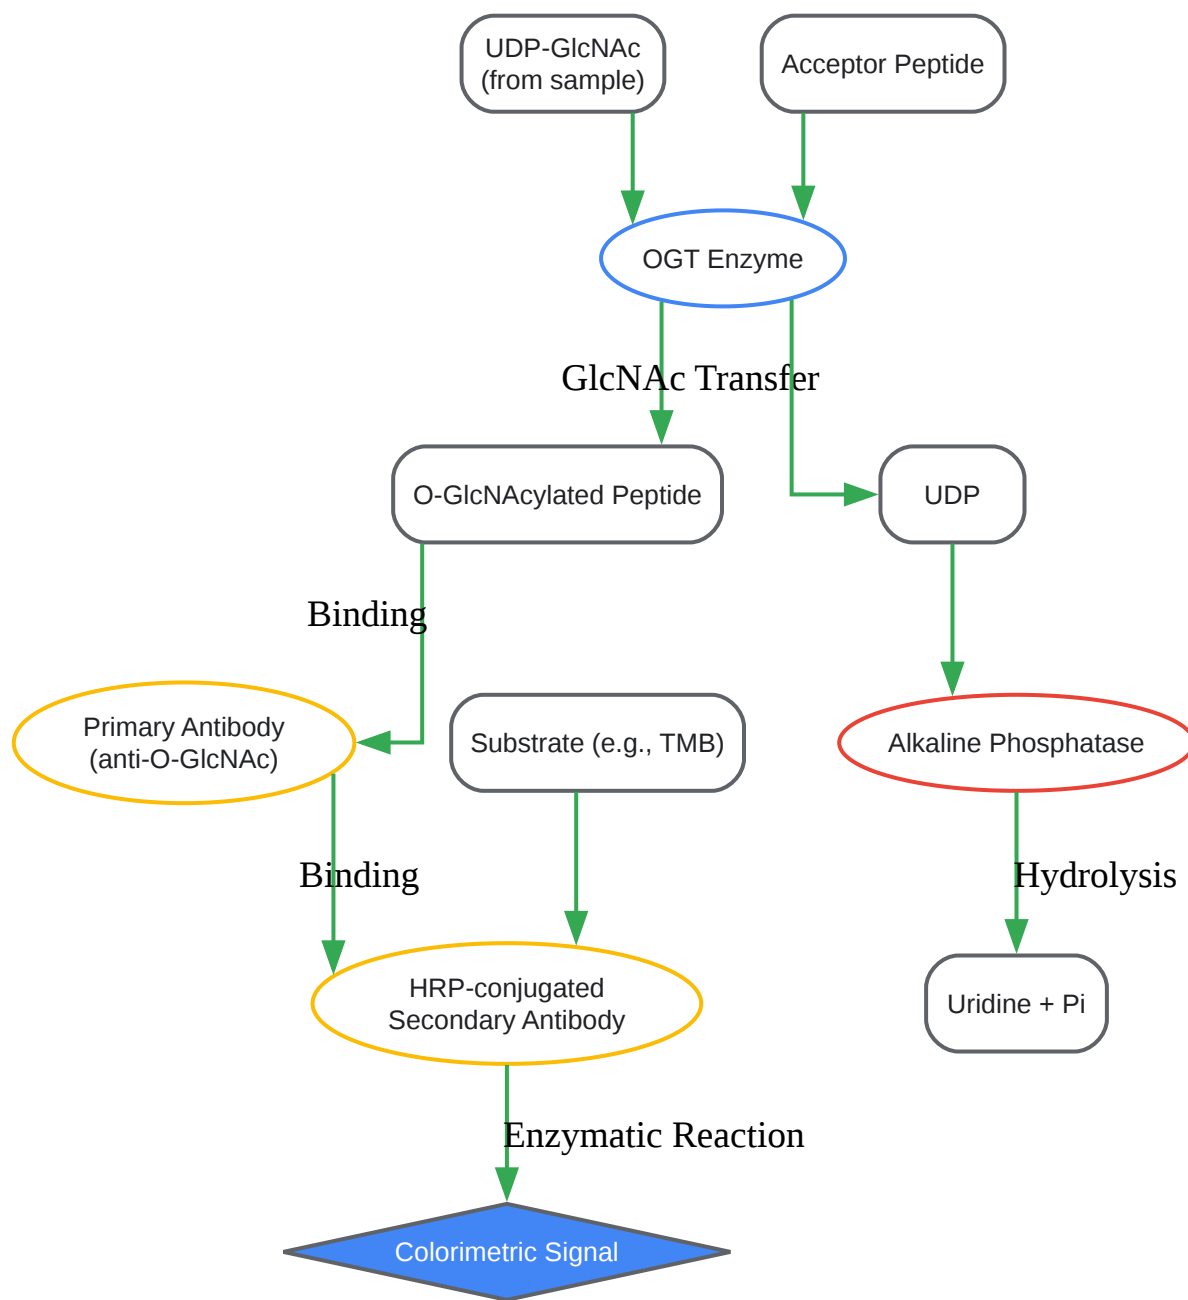 UDP-GlcNAc
(from sample)
Acceptor Peptide
OGT Enzyme
GlcNAc Transfer
O-GlcNAcylated Peptide
UDP
Binding
Primary Antibody
(anti-O-GlcNAc)
Substrate (e.g., TMB)
Alkaline Phosphatase
Binding
Hydrolysis
HRP-conjugated
Secondary Antibody
Uridine + Pi
Enzymatic Reaction
Colorimetric Signal